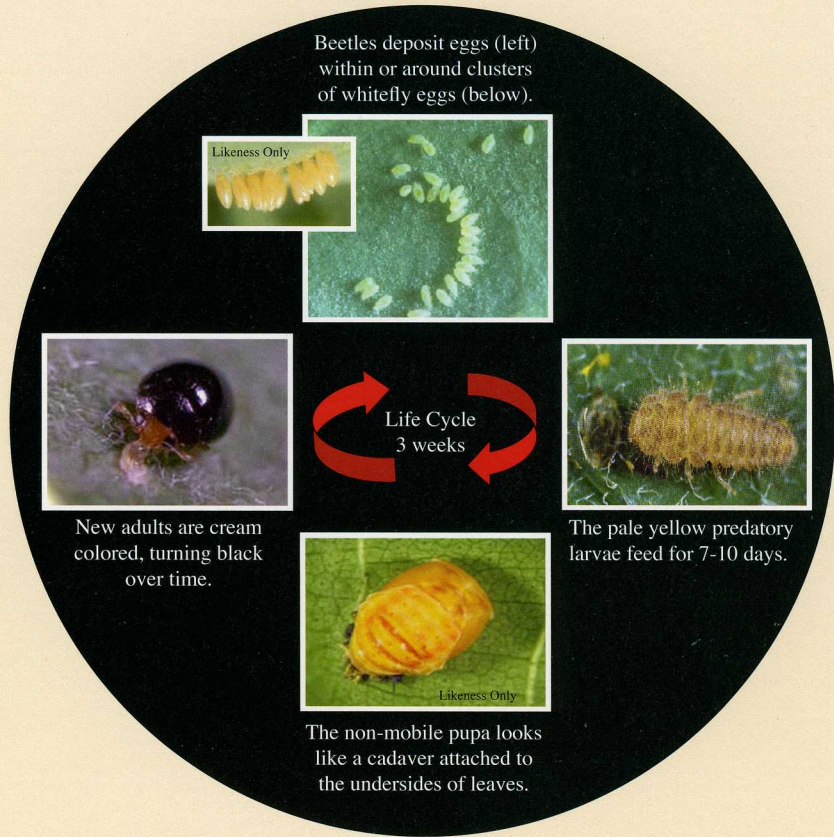 Beetles deposit eggs (left)
within or around clusters
of whitefly eggs (below).
Likeness Only
Life Cycle
3 weeks
New adults are cream
colored, turning black
over time.
The pale yellow predatory
larvae feed for 7-10 days.
Likeness Only
The non-mobile pupa looks
like a cadaver attached to
the undersides of leaves.